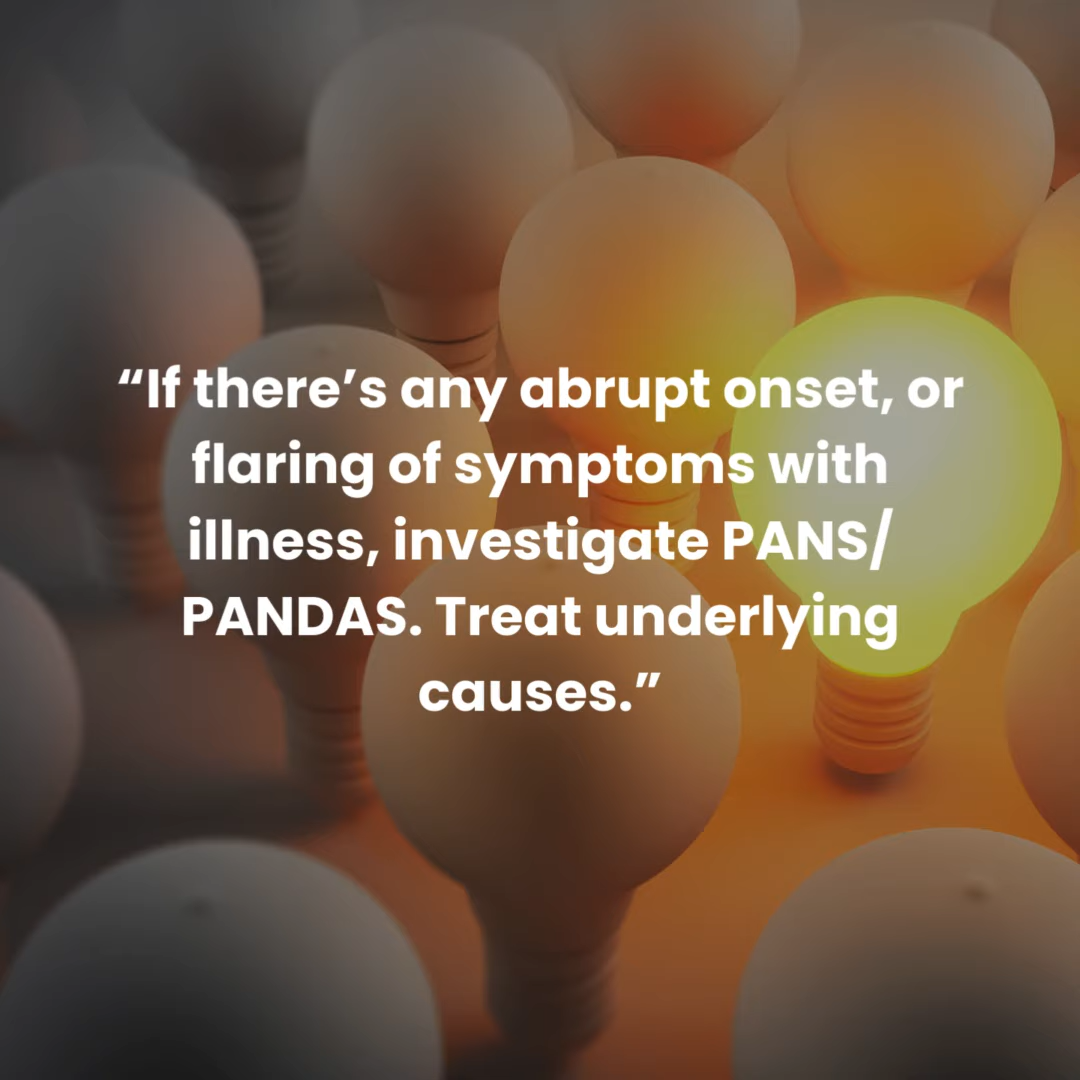 “If there’s any abrupt onset, or
flaring of symptoms with
illness, investigate PANS/
PANDAS. Treat underlying
causes.”